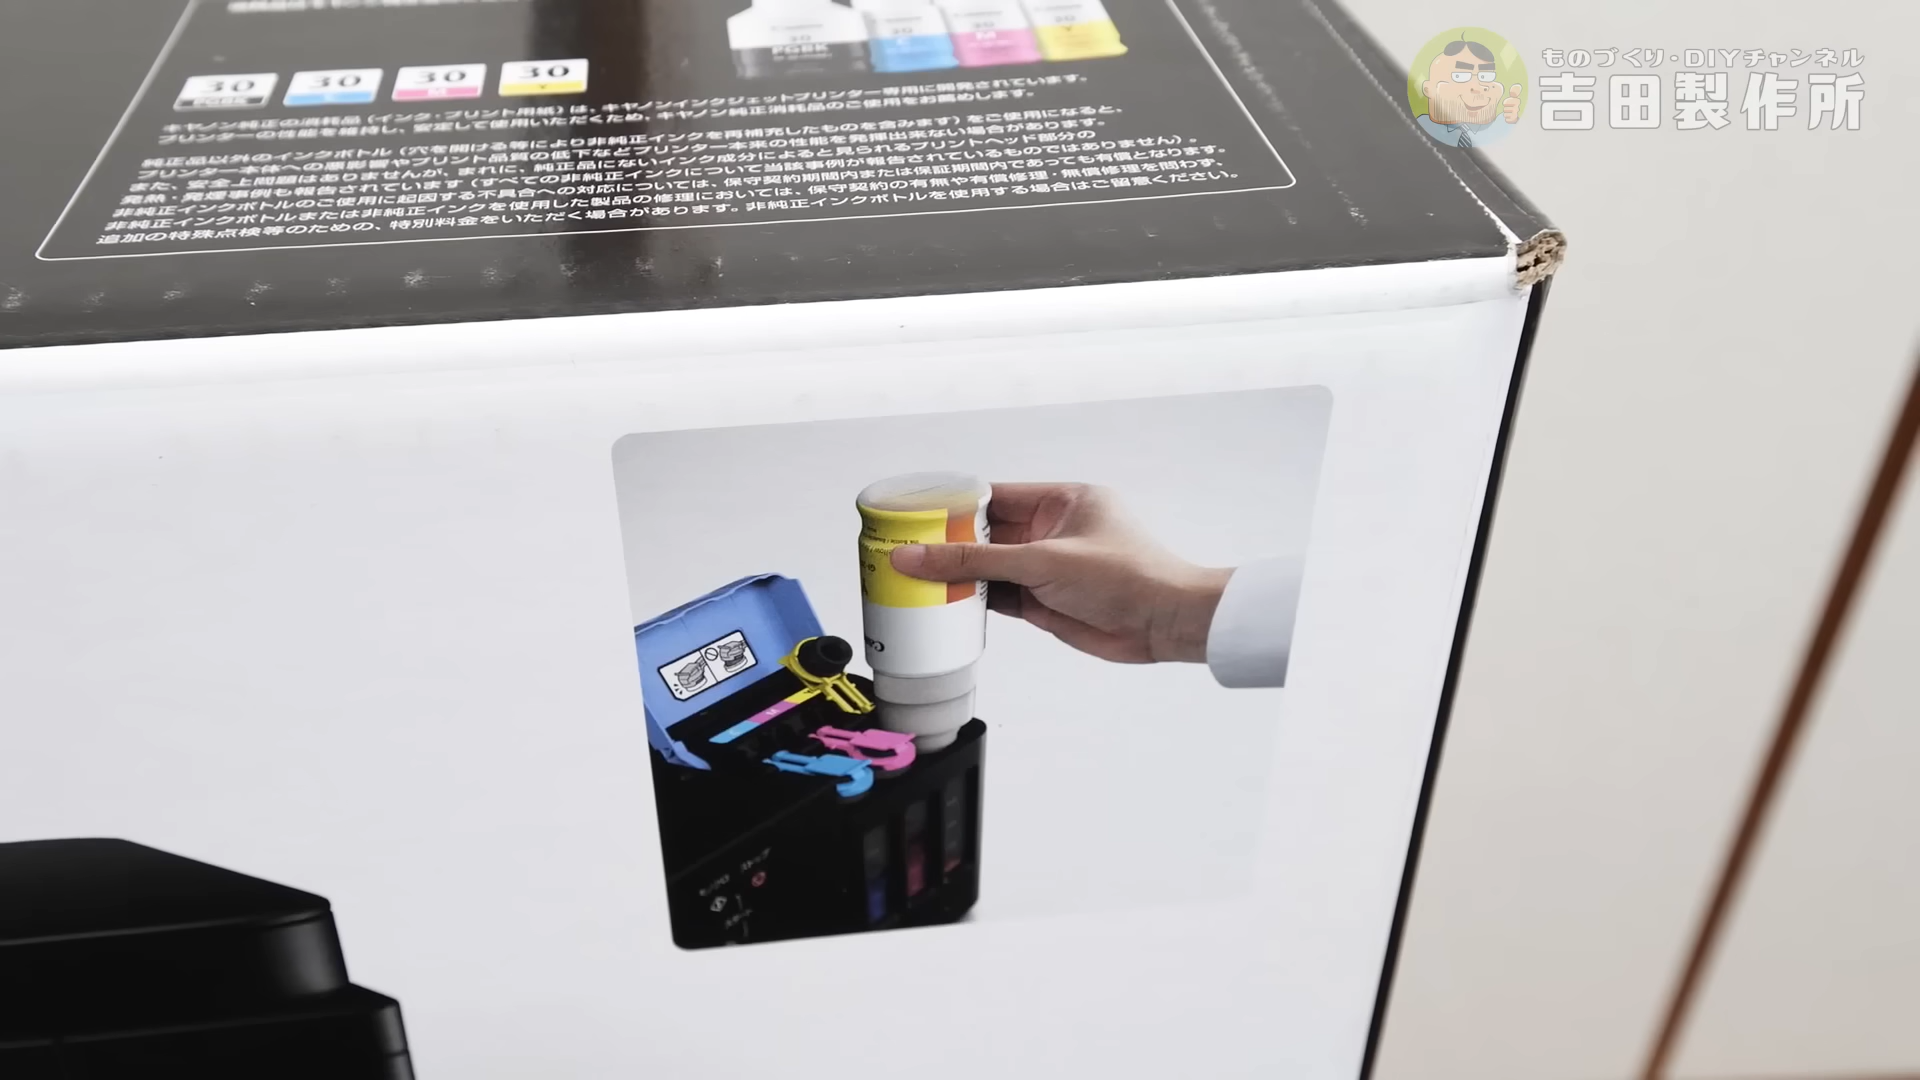 ものづくり・DIYチャンネル
吉田製作所
30 PGBK
30
30 M
30 Y
30 PGBK
30
30 M
30 Y
キヤノン純正の消耗品（インク・プリント用紙）は、キヤノンインクジェットプリンター専用に開発されています。
プリンターの性能を維持し、安定して使用いただくため、キヤノン純正消耗品のご使用をお薦めします。
純正品以外のインクボトル（穴を開ける等により非純正インクを再補充したものを含みます）をご使用になると、
プリンター本体への悪影響やプリント品質の低下などプリンター本来の性能を発揮出来ない場合があります。
また、安全上問題はありませんが、まれに、純正品にないインク成分によると見られるプリントヘッド部分の
発熱・発煙事例も報告されています（すべての非純正インクについて当該事例が報告されているものではありません）。
非純正インクボトルのご使用に起因する不具合への対応については、保守契約期間内または保証期間内であっても有償となります。
非純正インクボトルまたは非純正インクを使用した製品の修理においては、保守契約の有無や有償修理・無償修理を問わず、
追加の特殊点検等のための、特別料金をいただく場合があります。非純正インクボトルを使用する場合はご留意ください。
Canon
モノクロ ストップ
スタート